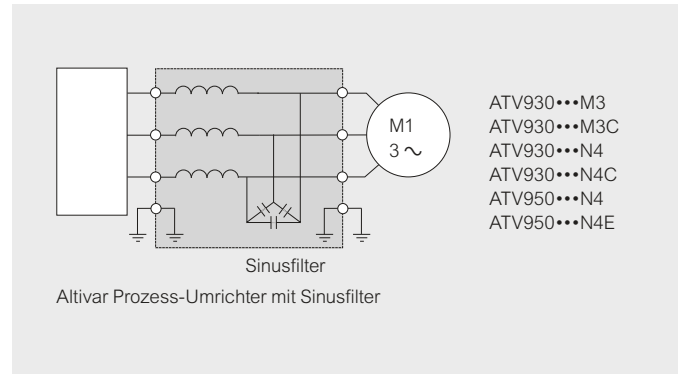 M1
3 ∿
ATV930•••M3
ATV930•••M3C
ATV930•••N4
ATV930•••N4C
ATV950•••N4
ATV950•••N4E
Sinusfilter
Altivar Prozess-Umrichter mit Sinusfilter